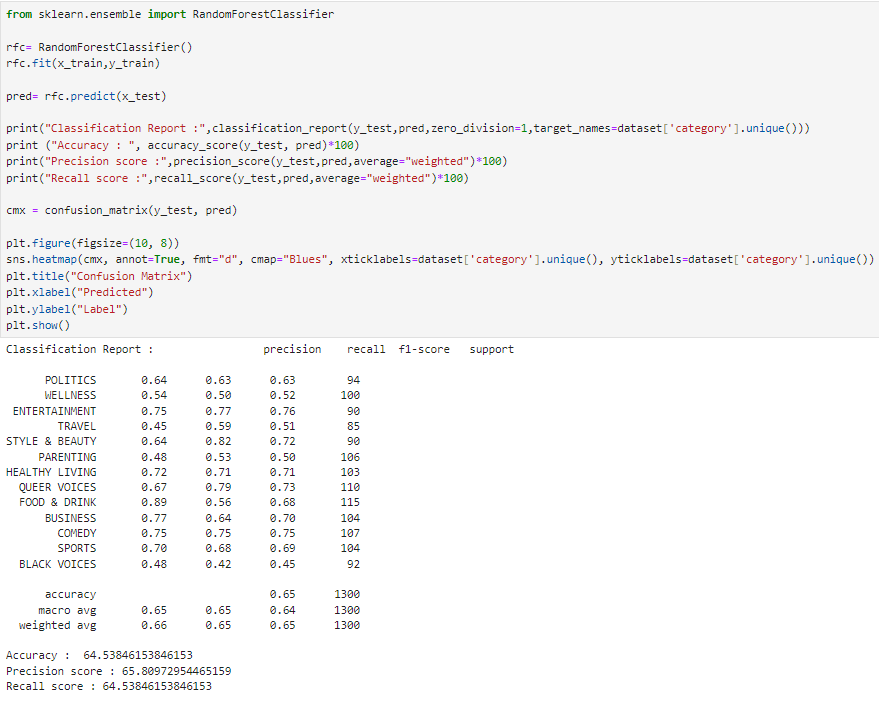 from sklearn.ensemble import RandomForestClassifier
rfc= RandomForestClassifier()
rfc.fit(x_train,y_train)
pred= rfc.predict(x_test)
print("Classification Report :",classification_report(y_test,pred,zero_division=1,target_names=dataset['category'].unique()))
print ("Accuracy : ", accuracy_score(y_test, pred)*100)
print("Precision score :",precision_score(y_test,pred,average="weighted")*100)
print("Recall score :",recall_score(y_test,pred,average="weighted")*100)
cmx = confusion_matrix(y_test, pred)
plt.figure(figsize=(10, 8))
sns.heatmap(cmx, annot=True, fmt="d", cmap="Blues", xticklabels=dataset['category'].unique(), yticklabels=dataset['category'].unique())
plt.title("Confusion Matrix")
plt.xlabel("Predicted")
plt.ylabel("Label")
plt.show()
Classification Report : precision recall f1-score support
POLITICS 0.64 0.63 0.63 94
WELLNESS 0.54 0.50 0.52 100
ENTERTAINMENT 0.75 0.77 0.76 90
TRAVEL 0.45 0.59 0.51 85
STYLE & BEAUTY 0.64 0.82 0.72 90
PARENTING 0.48 0.53 0.50 106
HEALTHY LIVING 0.72 0.71 0.71 103
QUEER VOICES 0.67 0.79 0.73 110
FOOD & DRINK 0.89 0.56 0.68 115
BUSINESS 0.77 0.64 0.70 104
COMEDY 0.75 0.75 0.75 107
SPORTS 0.70 0.68 0.69 104
BLACK VOICES 0.48 0.42 0.45 92
accuracy 0.65 1300
macro avg 0.65 0.65 0.64 1300
weighted avg 0.66 0.65 0.65 1300
Accuracy :  64.53846153846153
Precision score : 65.80972954465159
Recall score : 64.53846153846153